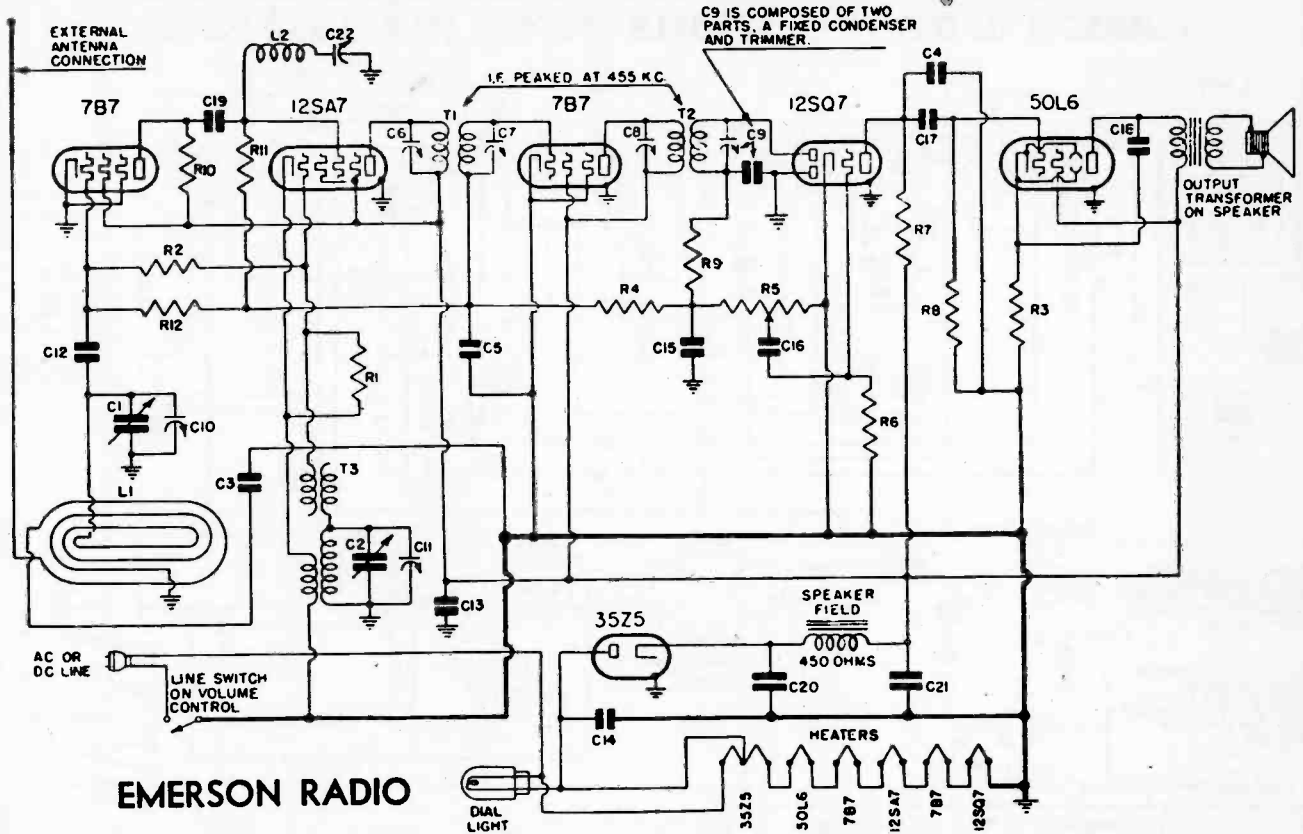 C9 IS COMPOSED OF TWO
PARTS, A FIXED CONDENSER
AND TRIMMER.
EXTERNAL
ANTENNA
CONNECTION
L2
C22
C4
I.F. PEAKED AT 455 KC.
7B7
C19
12SA7
T1
7B7
T2
12SQ7
50L6
C6
C7
C8
C9
C17
C18
R10
R11
OUTPUT
TRANSFORMER
ON SPEAKER
R2
R9
R7
R12
R4
R5
R8
R3
C12
R1
C5
C15
C16
C1
C10
R6
L1
C3
T3
C2
C11
C13
35Z5
SPEAKER
FIELD
450 OHMS
AC OR
DC LINE
LINE SWITCH
ON VOLUME
CONTROL
C20
C21
C14
HEATERS
EMERSON RADIO
DIAL
LIGHT
35Z5
50L6
7B7
12SA7
7B7
12SQ7